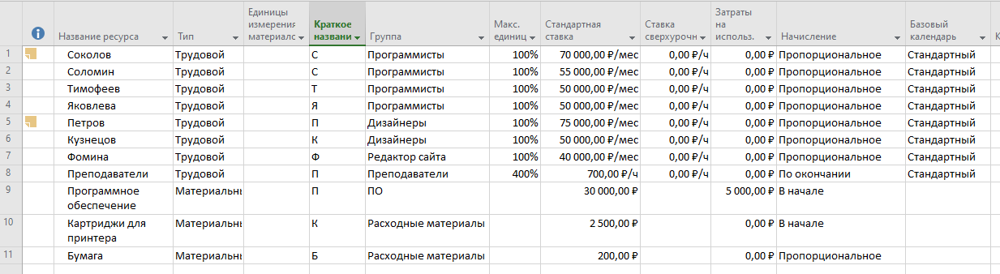 Название ресурса Тип Единицы измерения материалс Краткое названи Группа Макс. единиц Стандартная ставка Ставка сверхурочн Затраты на использ. Начисление Базовый календарь К
1 Соколов Трудовой С Программисты 100% 70 000,00 ₽/мес 0,00 ₽/ч 0,00 ₽ Пропорциональное Стандартный
2 Соломин Трудовой С Программисты 100% 55 000,00 ₽/мес 0,00 ₽/ч 0,00 ₽ Пропорциональное Стандартный
3 Тимофеев Трудовой Т Программисты 100% 50 000,00 ₽/мес 0,00 ₽/ч 0,00 ₽ Пропорциональное Стандартный
4 Яковлева Трудовой Я Программисты 100% 50 000,00 ₽/мес 0,00 ₽/ч 0,00 ₽ Пропорциональное Стандартный
5 Петров Трудовой П Дизайнеры 100% 75 000,00 ₽/мес 0,00 ₽/ч 0,00 ₽ Пропорциональное Стандартный
6 Кузнецов Трудовой К Дизайнеры 100% 50 000,00 ₽/мес 0,00 ₽/ч 0,00 ₽ Пропорциональное Стандартный
7 Фомина Трудовой Ф Редактор сайта 100% 40 000,00 ₽/мес 0,00 ₽/ч 0,00 ₽ Пропорциональное Стандартный
8 Преподаватели Трудовой П Преподаватели 400% 700,00 ₽/ч 0,00 ₽/ч 0,00 ₽ По окончании Стандартный
9 Программное Материальнь П ПО 30 000,00 ₽ 5 000,00 ₽ В начале
обеспечение
10 Картриджи для Материальнь К Расходные материалы 2 500,00 ₽ 0,00 ₽ В начале
принтера
11 Бумага Материальнь Б Расходные материалы 200,00 ₽ 0,00 ₽ Пропорциональное